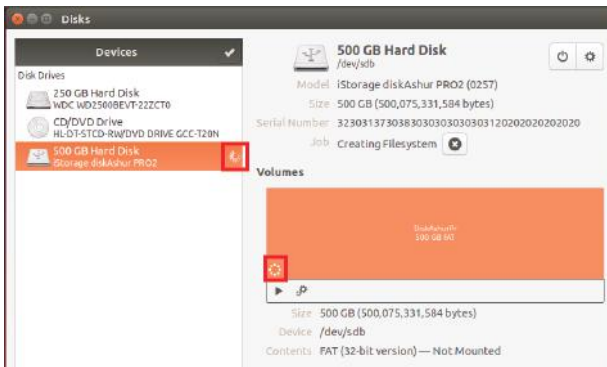 Disks
Devices
Disk Drives
250 GB Hard Disk
WDC WD2500BEVT-22ZCT0
CD/DVD Drive
HL-DT-STCD-RW/DVD DRIVE GCC-T20N
500 GB Hard Disk
iStorage diskAshur PRO2
500 GB Hard Disk
/dev/sdb
Model iStorage diskAshur PRO2 (0257)
Size 500 GB (500,075,331,584 bytes)
Serial Number
Job Creating Filesystem
Volumes
500 GB FAT
Size 500 GB (500,075,331,584 bytes)
Device /dev/sdb
Contents FAT (32-bit version) — Not Mounted